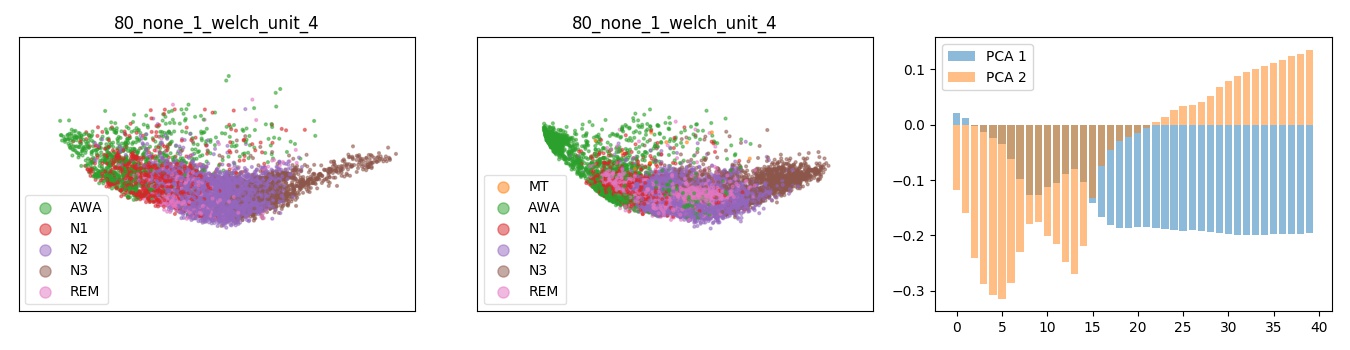 80_none_1_welch_unit_4
AWA
N1
N2
N3
REM
80_none_1_welch_unit_4
MT
AWA
N1
N2
N3
REM
PCA 1
PCA 2
0.1
0.0
−0.1
−0.2
−0.3
0 5 10 15 20 25 30 35 40